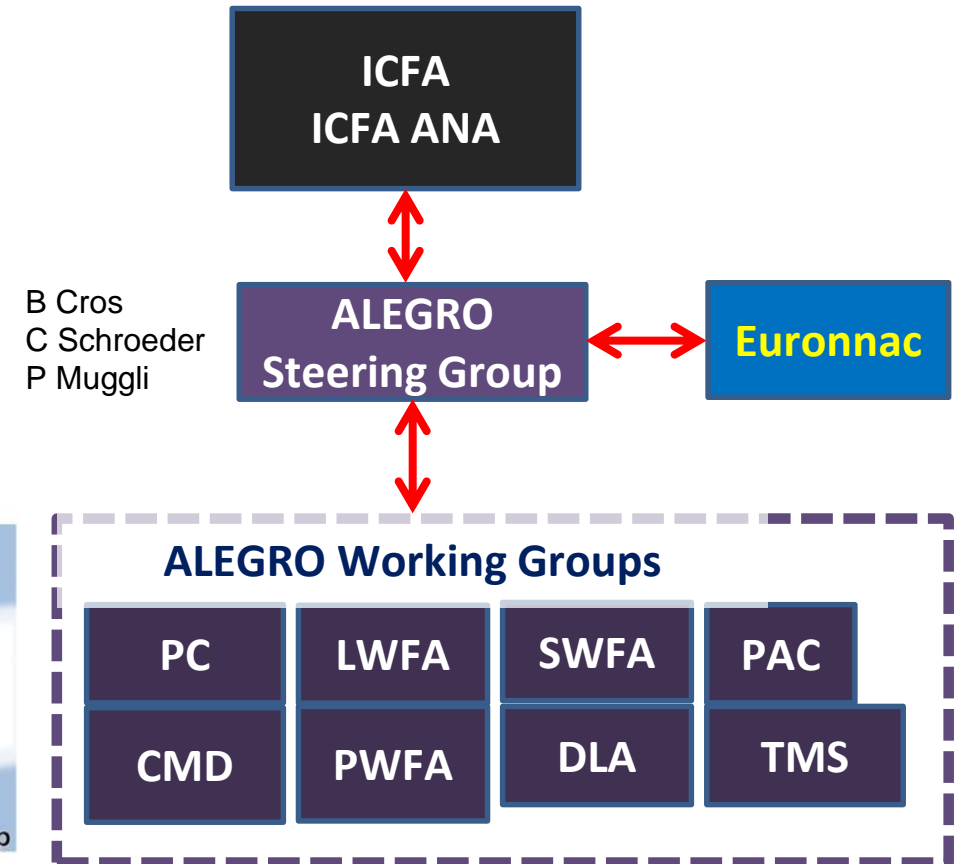 ICFA
ICFA ANA
B Cros
C Schroeder
P Muggli
ALEGRO
Steering Group
Euronnac
ALEGRO Working Groups
PC LWFA SWFA PAC
CMD PWFA DLA TMS